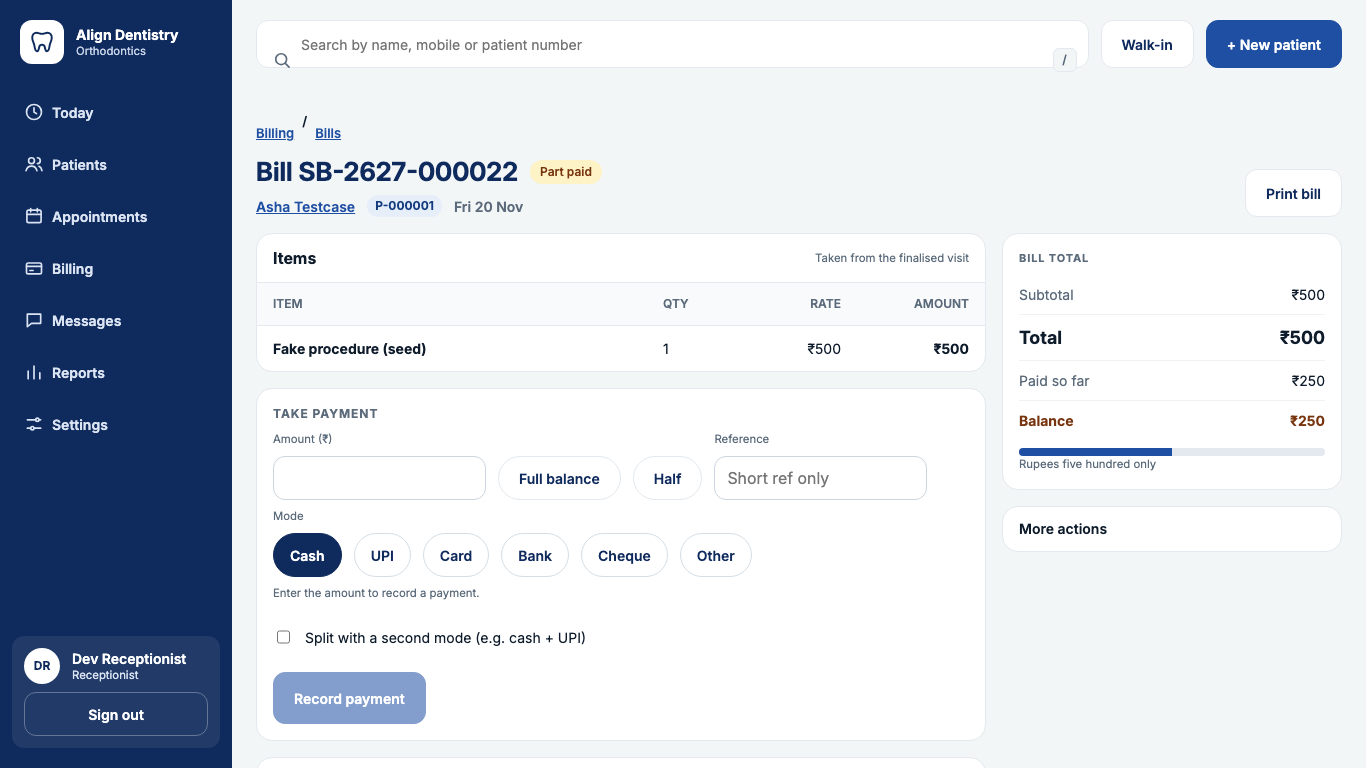 Align Dentistry
Orthodontics
Today
Patients
Appointments
Billing
Messages
Reports
Settings
DR
Dev Receptionist
Receptionist
Sign out
Search by name, mobile or patient number
/
Walk-in
+ New patient
Billing / Bills
Bill SB-2627-000022 Part paid
Asha Testcase P-000001 Fri 20 Nov
Print bill
Items Taken from the finalised visit
ITEM QTY RATE AMOUNT
Fake procedure (seed) 1 ₹500 ₹500
TAKE PAYMENT
Amount (₹) Reference
Full balance Half Short ref only
Mode
Cash UPI Card Bank Cheque Other
Enter the amount to record a payment.
Split with a second mode (e.g. cash + UPI)
Record payment
BILL TOTAL
Subtotal ₹500
Total ₹500
Paid so far ₹250
Balance ₹250
Rupees five hundred only
More actions